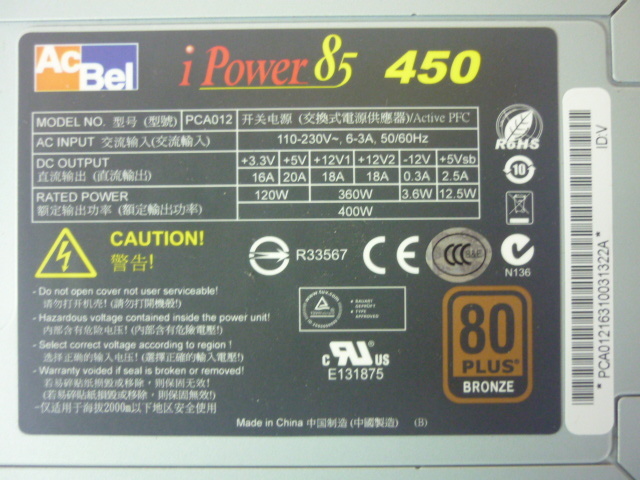 AcBel
i Power 85 450
MODEL NO. 型号 (型號) PCA012 开关电源 (交換式電源供應器)/Active PFC
AC INPUT 交流输入(交流輸入) 110-230V~, 6-3A, 50/60Hz
DC OUTPUT +3.3V +5V +12V1 +12V2 -12V +5Vsb
直流输出 (直流輸出) 16A 20A 18A 18A 0.3A 2.5A
RATED POWER 120W 360W 3.6W 12.5W
额定输出功率 (額定輸出功率) 400W
RoHS
10
ID.V
CAUTION!
警告!
R33567
CE
CCC
S&E
N136
- Do not open cover not user serviceable!
请勿打开机壳! (請勿打開機殼!)
- Hazardous voltage contained inside the power unit!
内部含有危险电压! (內部含有危險電壓!)
- Select correct voltage according to region!
选择正确的输入电压! (選擇正確的輸入電壓!)
- Warranty voided if seal is broken or removed!
若易碎贴纸损毁或移除，则保固无效!
(若易碎貼紙損毀或移除，則保固無效!)
- 仅适用于海拔2000m以下地区安全使用
BAUART
GEPRÜFT
TYPE
APPROVED
c RU us
E131875
80
PLUS
BRONZE
* PCA01216310031322A *
Made in China 中国制造 (中國製造) (B)